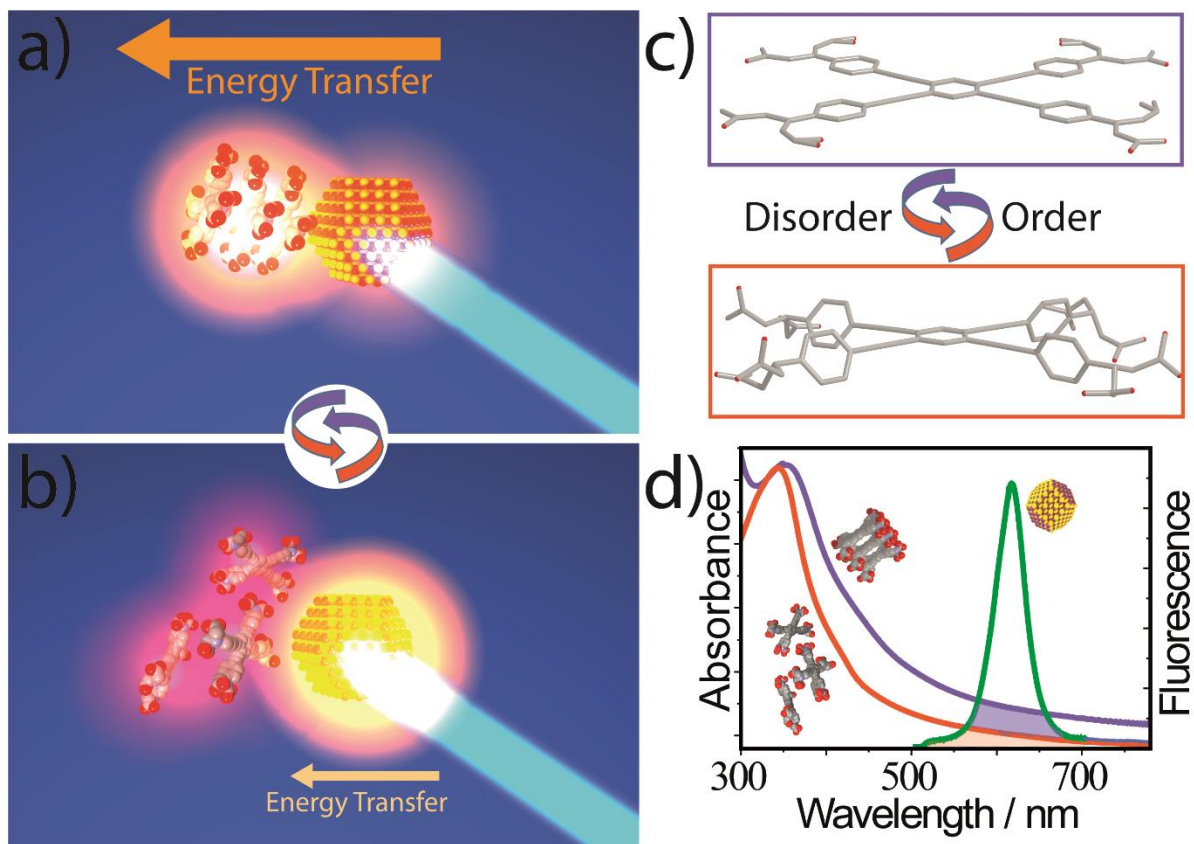 a)
Energy Transfer
b)
Energy Transfer
c)
Disorder
Order
d)
Absorbance
Fluorescence
300
500
700
Wavelength / nm